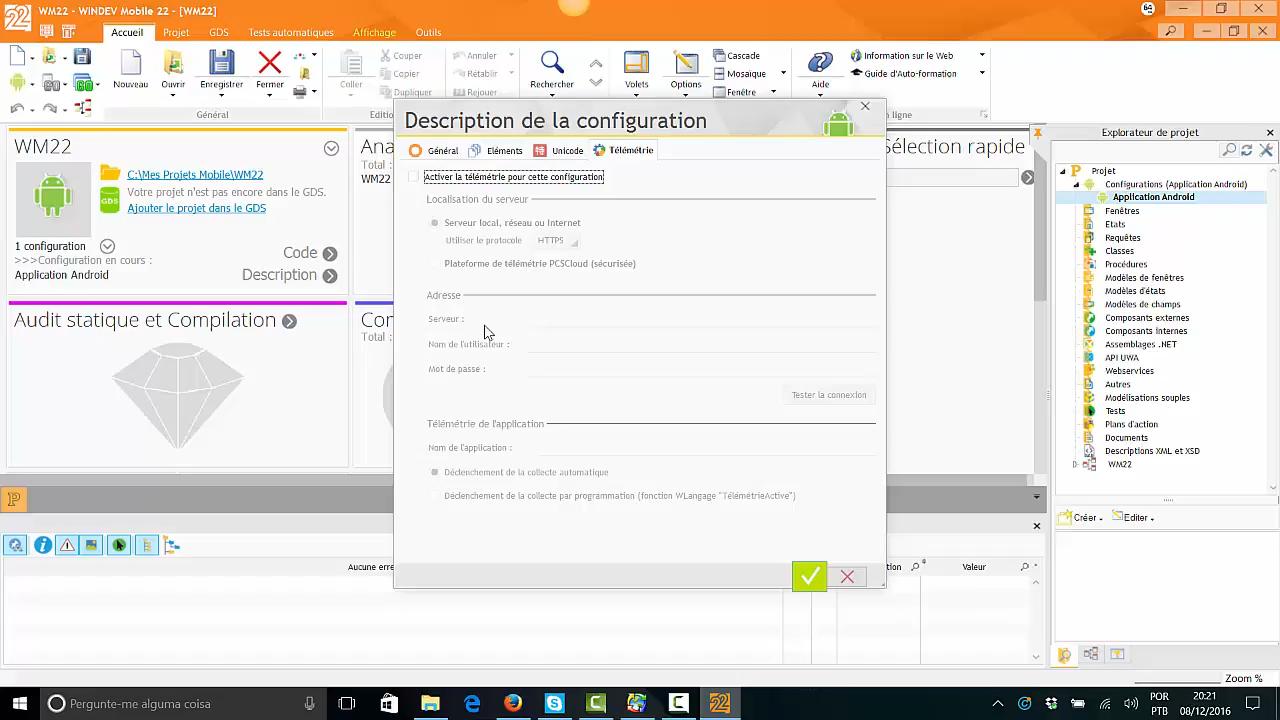 WM22 - WINDEV Mobile 22 - [WM22]
Accueil Projet GDS Tests automatiques Affichage Outils
Nouveau Ouvrir Enregistrer Fermer
Général
Coller
Couper
Copier
Dupliquer
Annuler
Rétablir
Rejouer
Rechercher
Volets
Options
Cascade
Mosaïque
Fenêtre
Aide
Information sur le Web
Guide d'Auto-formation
WM22
C:\Mes Projets Mobile\WM22
Votre projet n'est pas encore dans le GDS.
Ajouter le projet dans le GDS
1 configuration
>>>Configuration en cours :
Application Android
Code
Description
Ana
Total :
WM22
Audit statique et Compilation
Total :
Sélection rapide
Description de la configuration
Général Eléments Unicode Télémétrie
Activer la télémétrie pour cette configuration
Localisation du serveur
Serveur local, réseau ou Internet
Utiliser le protocole HTTPS
Plateforme de télémétrie PCSCloud (sécurisée)
Adresse
Serveur :
Nom de l'utilisateur :
Mot de passe :
Tester la connexion
Télémétrie de l'application
Nom de l'application :
Déclenchement de la collecte automatique
Déclenchement de la collecte par programmation (fonction WLangage "TélémétrieActive")
Explorateur de projet
Projet
Configurations (Application Android)
Application Android
Fenêtres
Etats
Requêtes
Classes
Procédures
Modèles de fenêtres
Modèles d'états
Modèles de champs
Composants externes
Composants internes
Assemblages .NET
API UWA
Webservices
Autres
Modélisations souples
Tests
Plans d'action
Documents
Descriptions XML et XSD
WM22
Créer Editer
Valeur
Zoom %
Pergunte-me alguma coisa
POR
PTB
20:21
08/12/2016